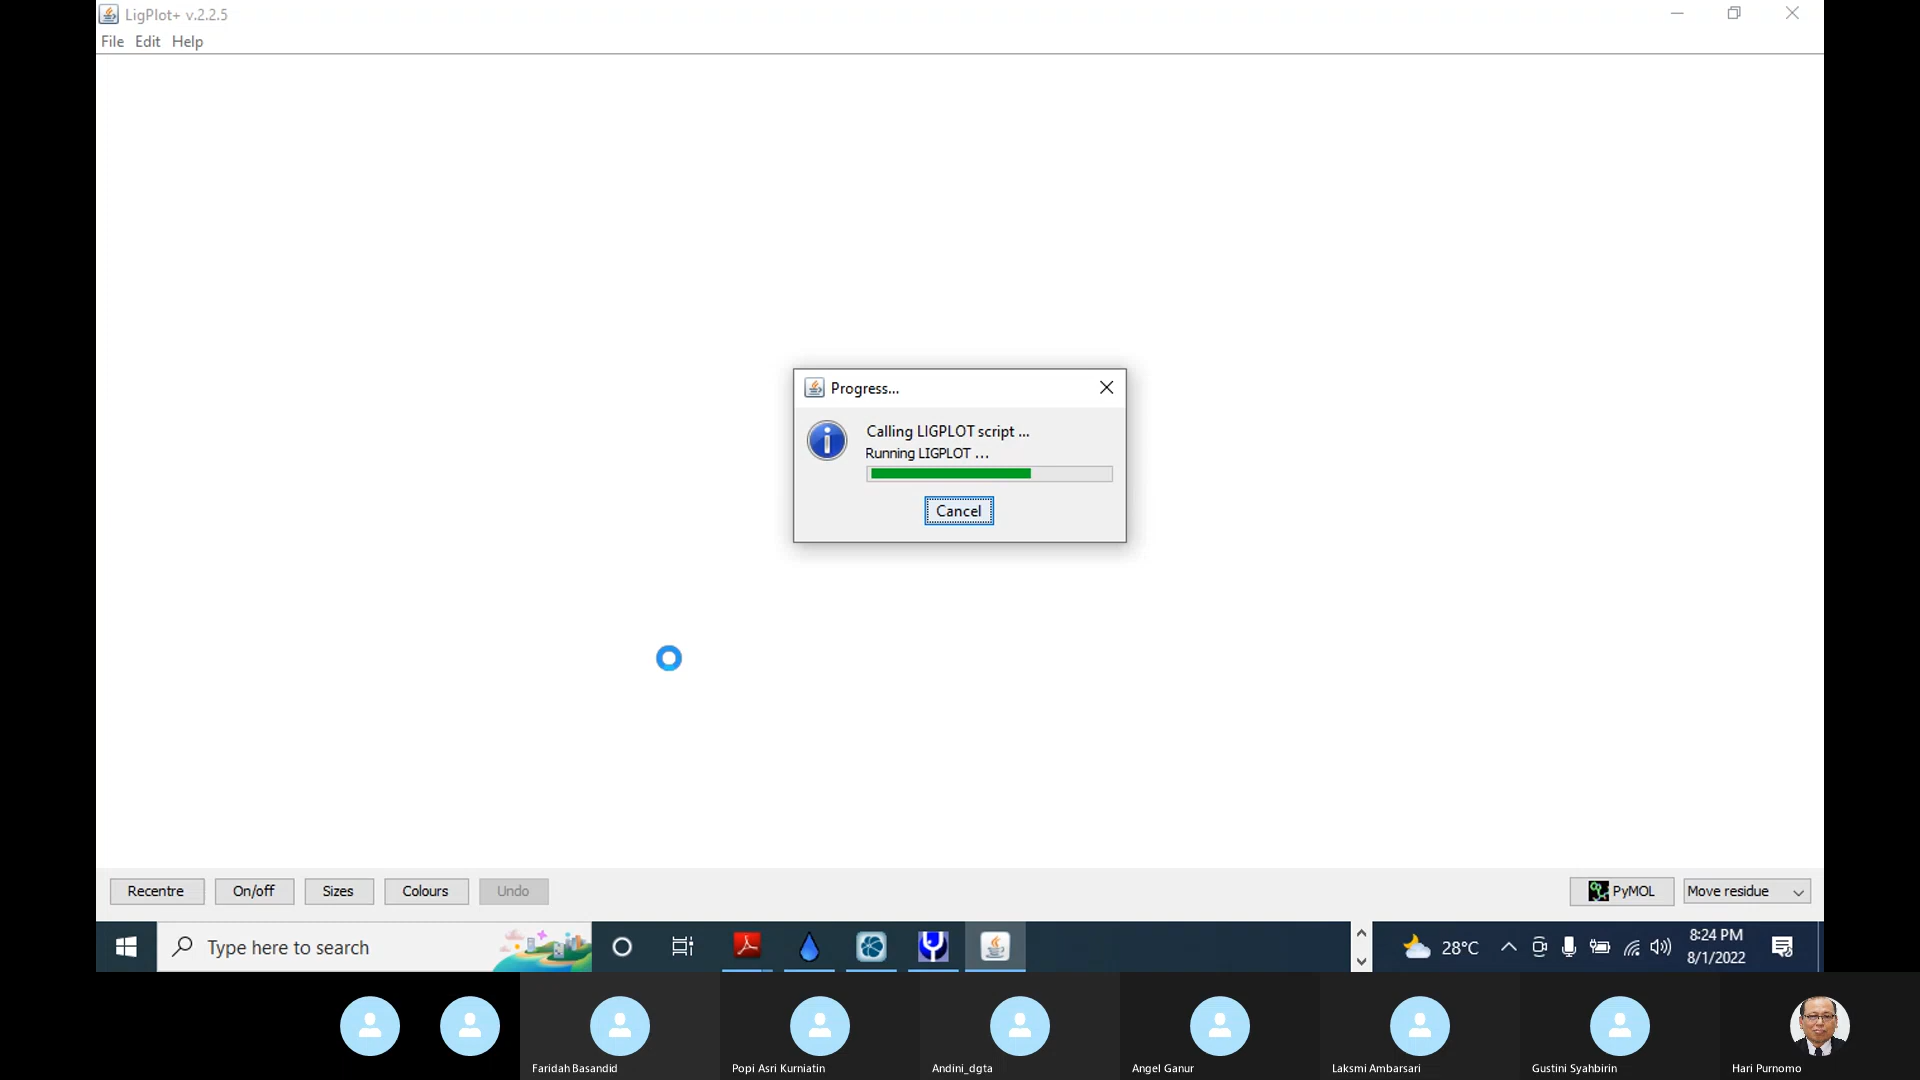 LigPlot+ v.2.2.5
File Edit Help
Progress...
Calling LIGPLOT script ...
Running LIGPLOT ...
Cancel
Recentre On/off Sizes Colours Undo PyMOL Move residue
Type here to search 28°C 8:24 PM
8/1/2022
Faridah Basandid Popi Asri Kurniatin Andini_dgta Angel Ganur Laksmi Ambarsari Gustini Syahbirin Hari Purnomo